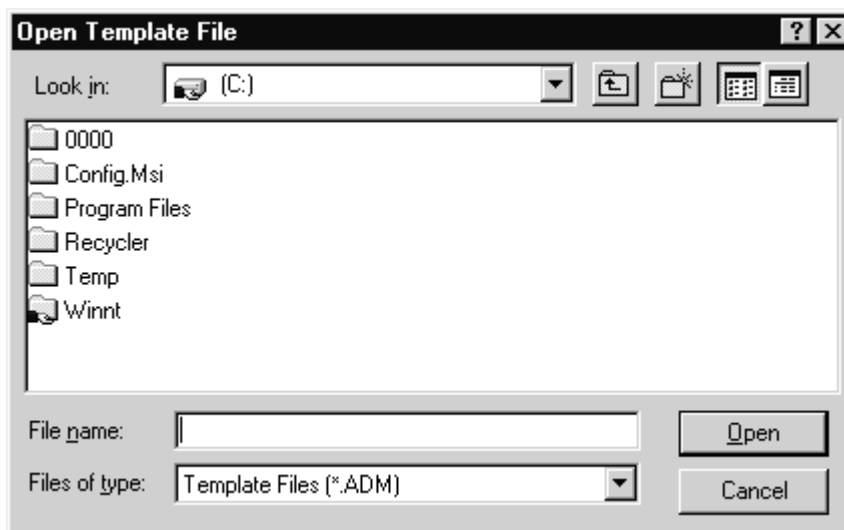 Open Template File
Look in: (C:)
0000
Config.Msi
Program Files
Recycler
Temp
Winnt
File name:
Open
Files of type: Template Files (*.ADM)
Cancel